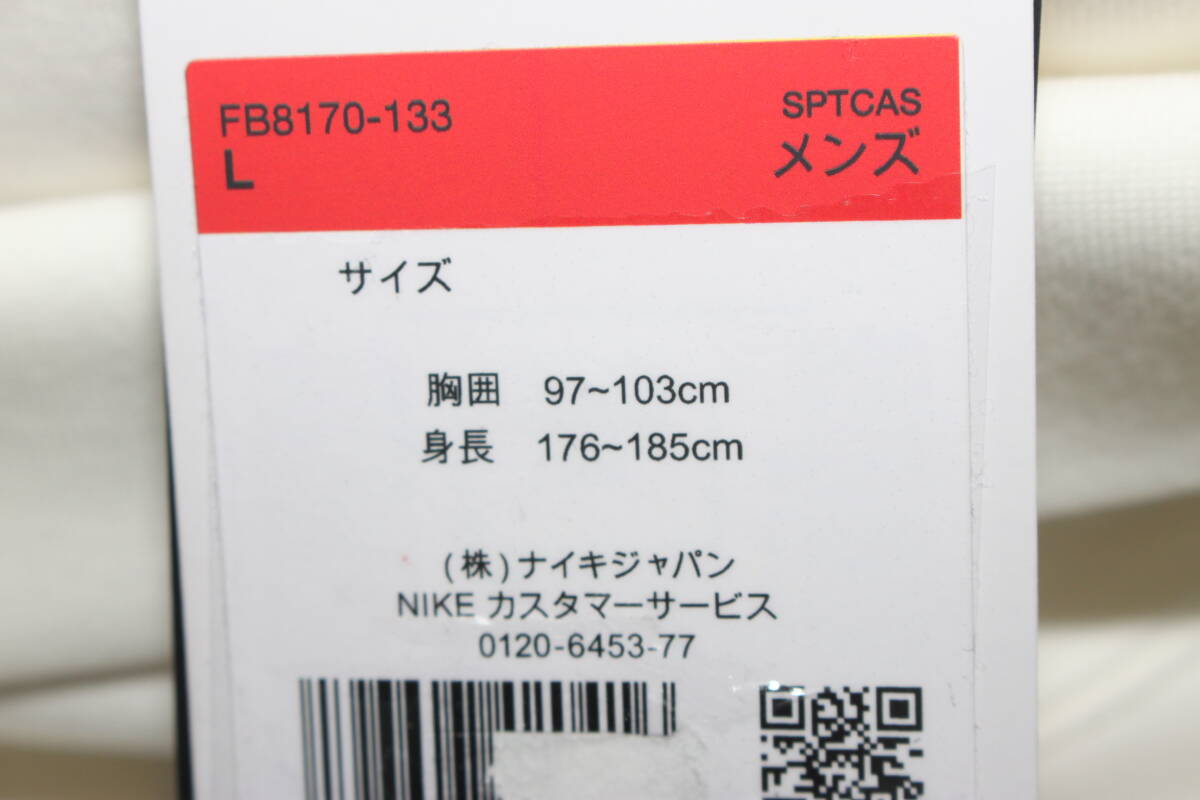 FB8170-133 SPTCAS
L メンズ
サイズ
胸囲 97~103cm
身長 176~185cm
(株)ナイキジャパン
NIKE カスタマーサービス
0120-6453-77